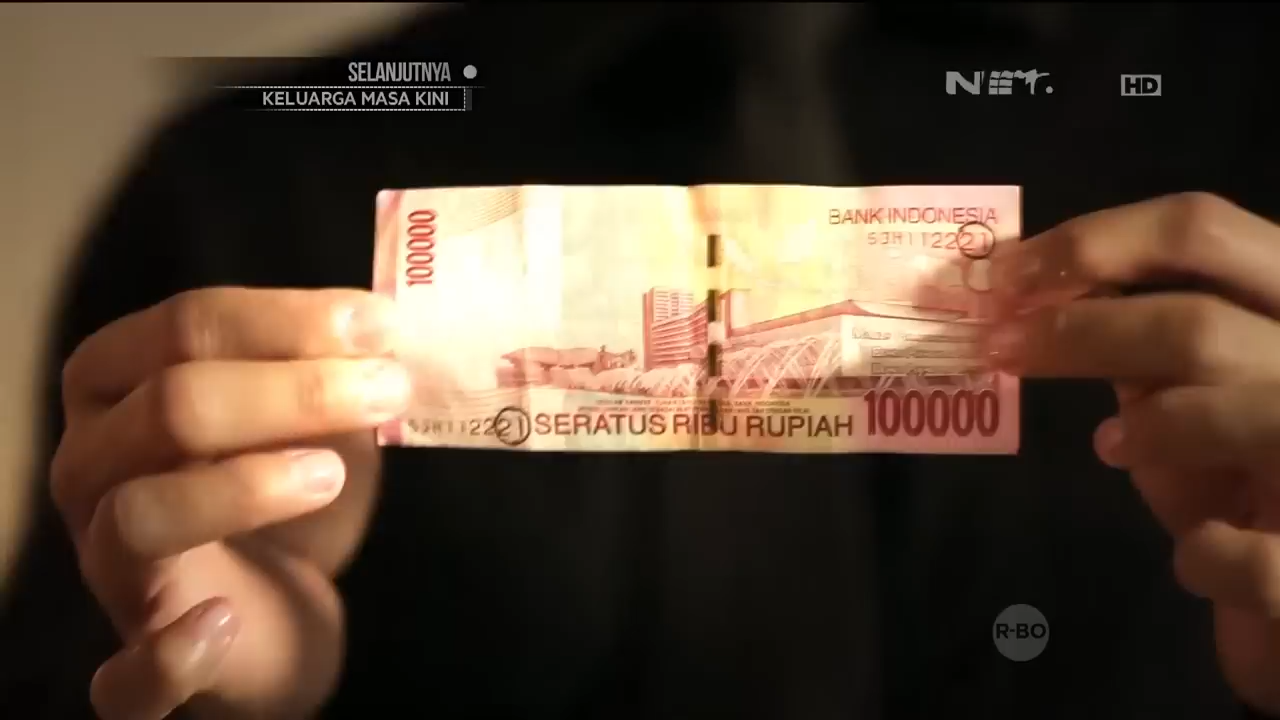 SELANJUTNYA
KELUARGA MASA KINI
NET.
HD
100000
BANK INDONESIA
SERATUS RIBU RUPIAH 100000
R-BO